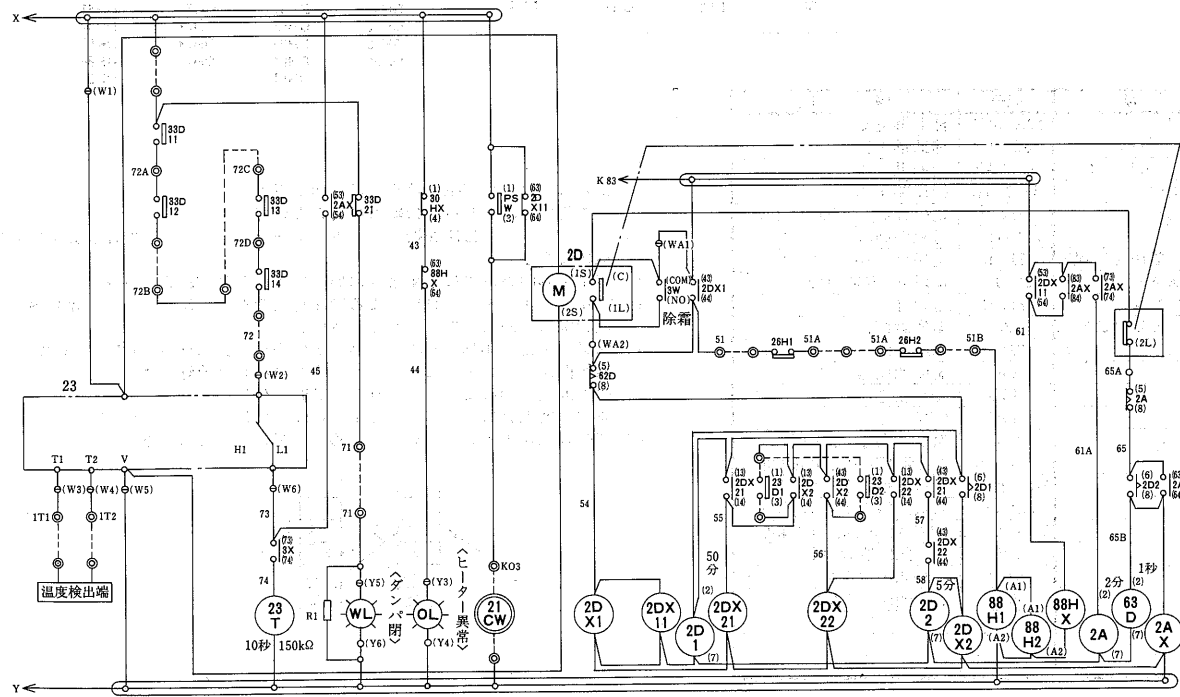 X
(W1)
33D
11
72A
33D
12
72B
72C
33D
13
72D
33D
14
72
(W2)
23
H1
L1
T1
T2
V
(W3)
(W4)
(W5)
1T1
1T2
温度検出端
(W6)
73
(73)
3X
(74)
74
23
T
10秒
150kΩ
(53)
2AX
(54)
45
33D
21
71
71
R1
(Y5)
WL
(Y6)
〈ダンパ閉〉
(1)
30
HX
(4)
43
(63)
88H
X
(64)
44
(Y3)
OL
(Y4)
〈ヒーター異常〉
(1)
PS
W
(3)
(63)
2D
X11
(64)
KO3
21
CW
2D
M
(1S)
(2S)
(C)
(1L)
(WA1)
(COM)
3W
(NO)
除霜
(43)
2DX1
(44)
K 83
(WA2)
(5)
62D
(8)
54
51
26H1
51A
51A
26H2
51B
(13)
2DX
21
(14)
(1)
23
D1
(3)
(13)
2D
X2
(14)
(43)
2D
X2
(44)
(1)
23
D2
(3)
(13)
2DX
22
(14)
(43)
2DX
21
(44)
(6)
2D1
(8)
55
50
分
56
57
(43)
2DX
22
(44)
58
5分
2D
X1
2DX
11
(2)
2D
1
(7)
2DX
21
2DX
22
2D
2
(7)
2D
X2
88
H1
(A1)
(A2)
88
H2
(A1)
(A2)
88H
X
(53)
2DX
11
(54)
(83)
2AX
(84)
(73)
2AX
(74)
61
61A
(2L)
65A
(5)
2A
(8)
65
(6)
2D2
(8)
(63)
2A
(64)
65B
2分
(2)
2A
(7)
(2)
63
D
(7)
1秒
2A
X
Y